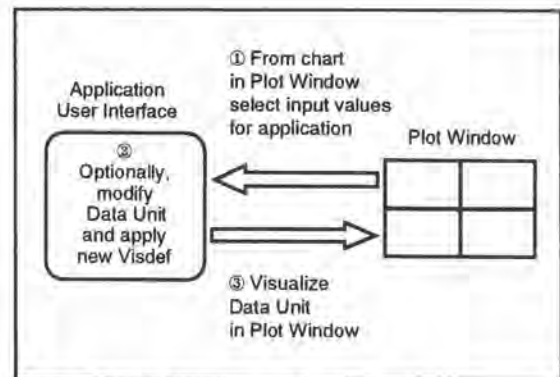 ① From chart
in Plot Window
select input values
for application
Application
User Interface
Plot Window
②
Optionally,
modify
Data Unit
and apply
new Visdef
③ Visualize
Data Unit
in Plot Window